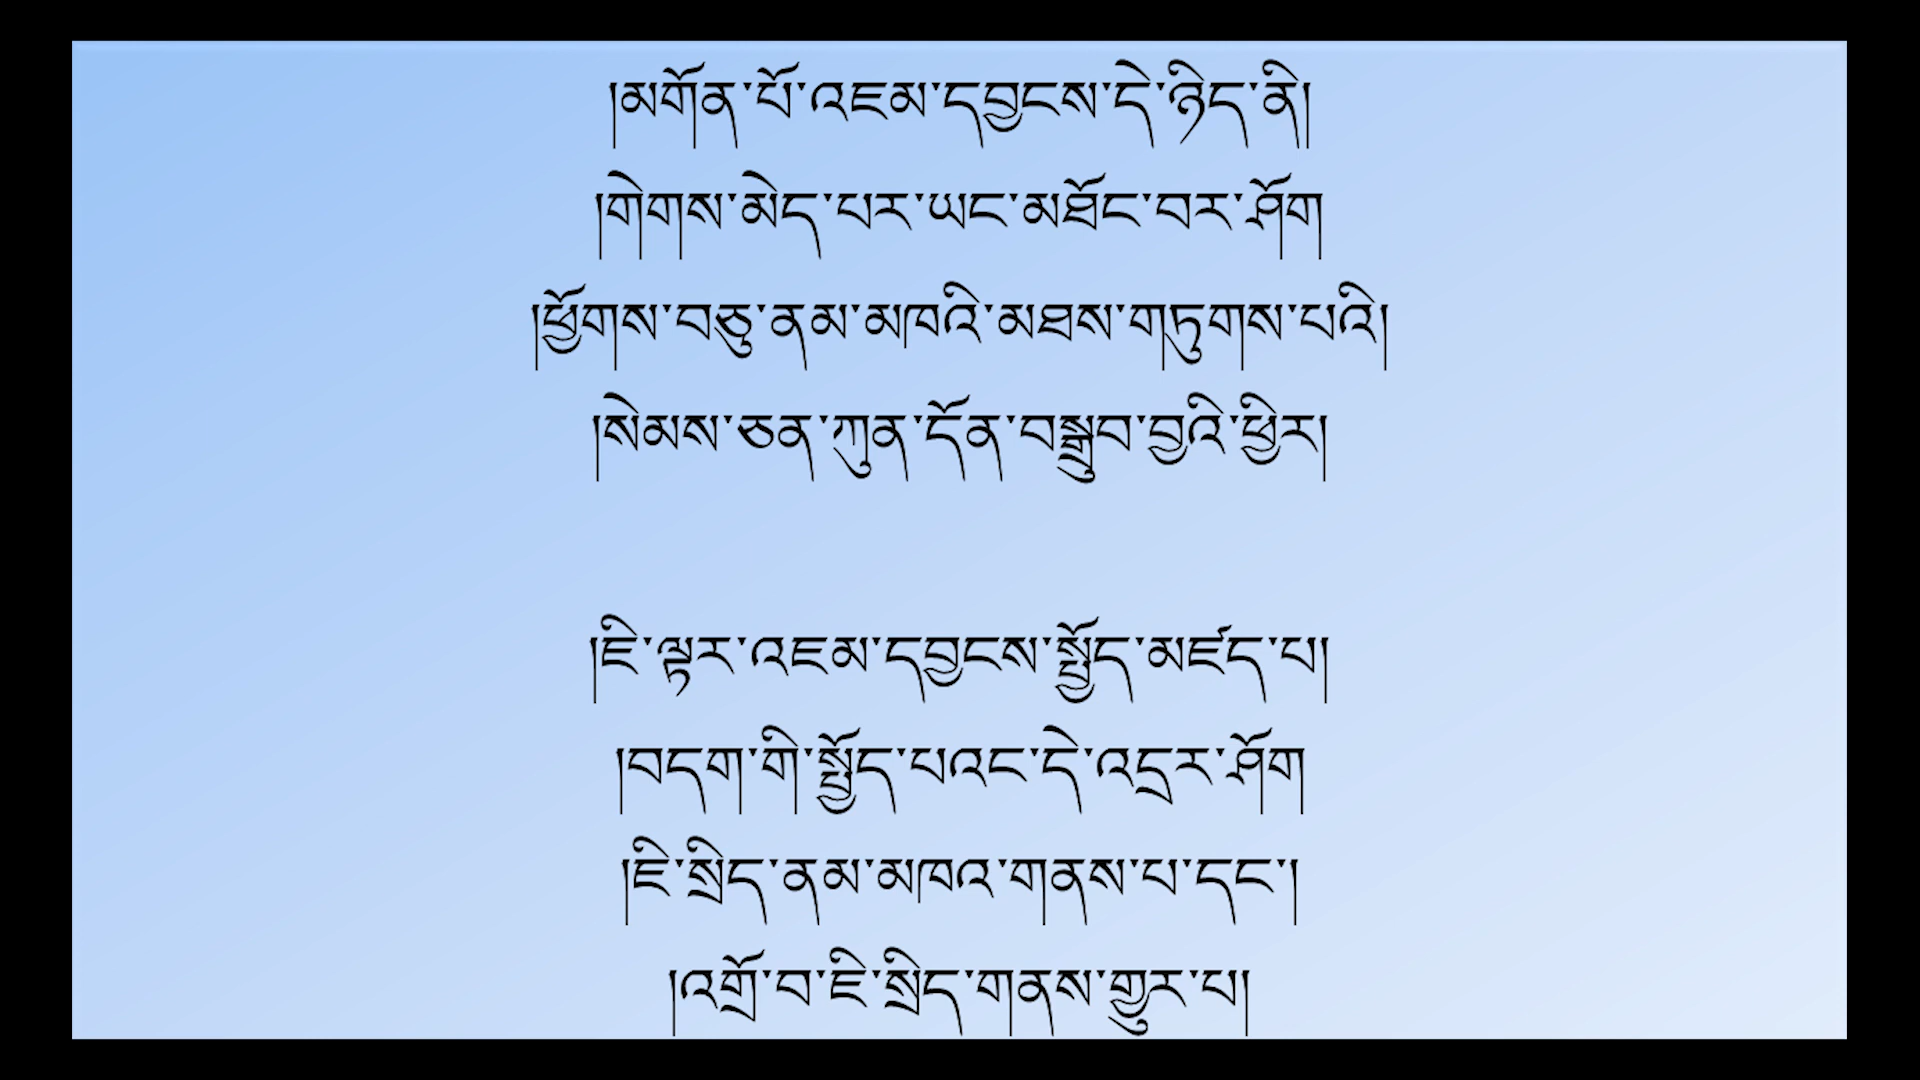 །མགོན་པོ་འཇམ་དབྱངས་དེ་ཉིད་ནི།
།གེགས་མེད་པར་ཡང་མཐོང་བར་ཤོག
།ཕྱོགས་བཅུ་ནམ་མཁའི་མཐས་གཏུགས་པའི།
།སེམས་ཅན་ཀུན་དོན་བསྒྲུབ་བྱའི་ཕྱིར།
།ཇི་ལྟར་འཇམ་དབྱངས་སྤྱོད་མཛད་པ།
།བདག་གི་སྤྱོད་པའང་དེ་འདྲར་ཤོག
།ཇི་སྲིད་ནམ་མཁའ་གནས་པ་དང་།
།འགྲོ་བ་ཇི་སྲིད་གནས་གྱུར་པ།